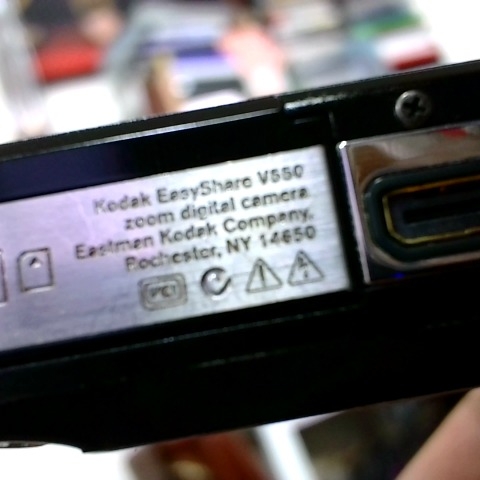 Kodak EasyShare V550
zoom digital camera
Eastman Kodak Company,
Rochester, NY 14650